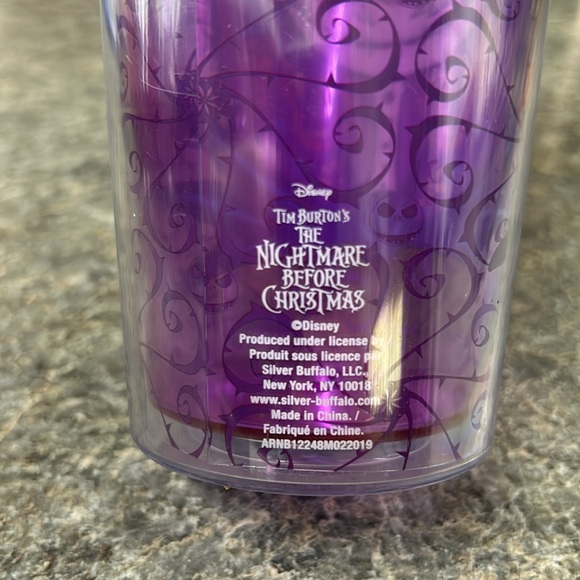 Disney
TIM BURTON'S
THE
NIGHTMARE
BEFORE
CHRISTMAS
©Disney
Produced under license by
Produit sous licence par
Silver Buffalo, LLC.,
New York, NY 10018
www.silver-buffalo.com
Made in China. /
Fabriqué en Chine.
ARNB12248M022019